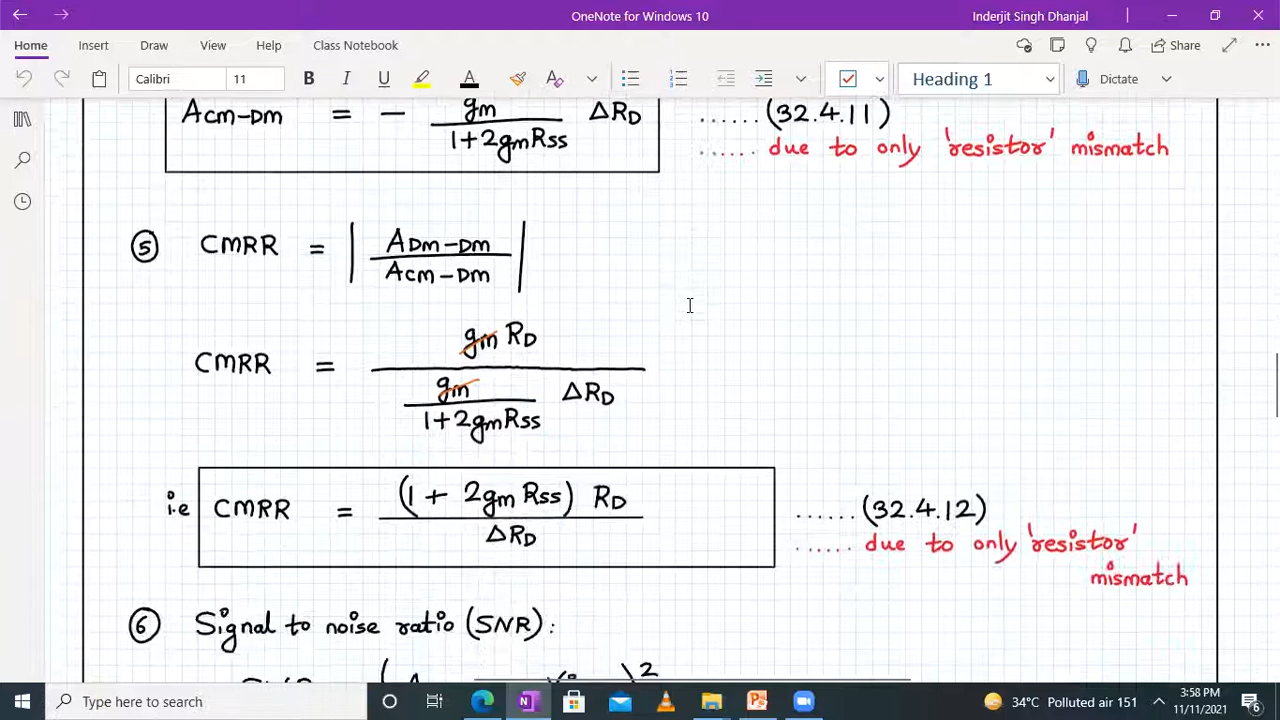 OneNote for Windows 10
Inderjit Singh Dhanjal
Home Insert Draw View Help Class Notebook
Share
Calibri 11 B I U A Heading 1 Dictate
Acm-Dm = - gm / 1+2gmRss ΔRD ......(32.4.11)
...... due to only 'resistor' mismatch
⑤ CMRR = | ADm-Dm / Acm-Dm |
CMRR = gm RD / gm / 1+2gmRss ΔRD
i.e CMRR = (1 + 2gm Rss) RD / ΔRD ......(32.4.12)
...... due to only 'resistor'
mismatch
⑥ Signal to noise ratio (SNR):
Type here to search
34°C Polluted air 151
3:58 PM
11/11/2021
6